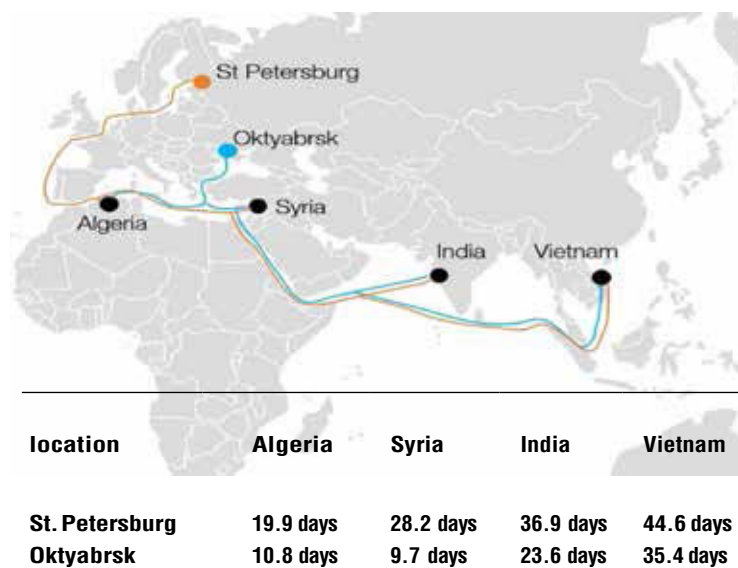 St Petersburg
Oktyabrsk
Algeria
Syria
India
Vietnam
location Algeria Syria India Vietnam
St. Petersburg 19.9 days 28.2 days 36.9 days 44.6 days
Oktyabrsk 10.8 days 9.7 days 23.6 days 35.4 days